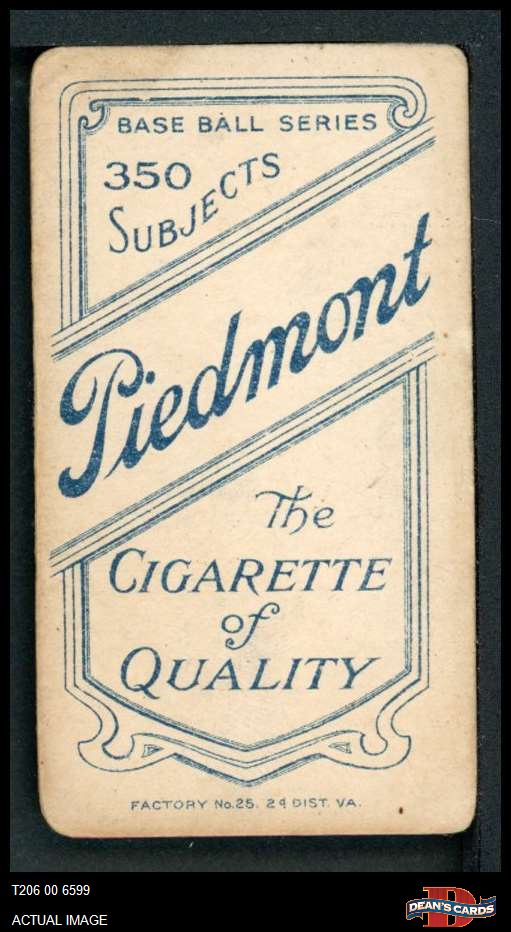 BASE BALL SERIES
350
SUBJECTS
Piedmont
The
CIGARETTE
of
QUALITY
FACTORY No.25. 2d DIST. VA.
T206 00 6599
ACTUAL IMAGE
D
DEAN'S CARDS